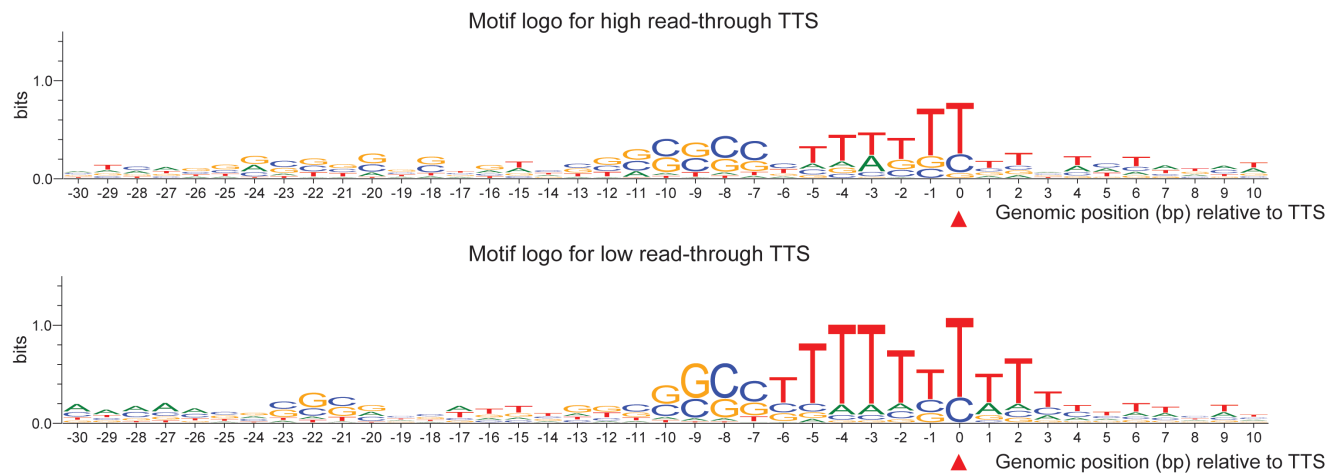 Motif logo for high read-through TTS
bits
1.0
0.0
-30 -29 -28 -27 -26 -25 -24 -23 -22 -21 -20 -19 -18 -17 -16 -15 -14 -13 -12 -11 -10 -9 -8 -7 -6 -5 -4 -3 -2 -1 0 1 2 3 4 5 6 7 8 9 10
Genomic position (bp) relative to TTS
Motif logo for low read-through TTS
bits
1.0
0.0
-30 -29 -28 -27 -26 -25 -24 -23 -22 -21 -20 -19 -18 -17 -16 -15 -14 -13 -12 -11 -10 -9 -8 -7 -6 -5 -4 -3 -2 -1 0 1 2 3 4 5 6 7 8 9 10
Genomic position (bp) relative to TTS